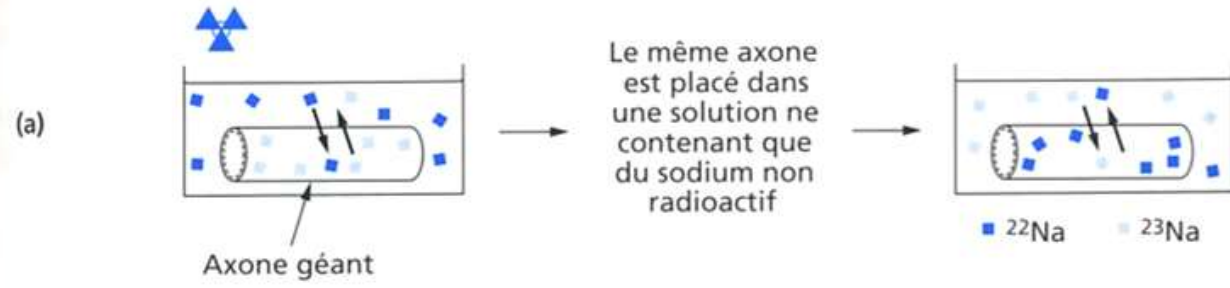 (a)
Le même axone
est placé dans
une solution ne
contenant que
du sodium non
radioactif
Axone géant
²²Na
²³Na